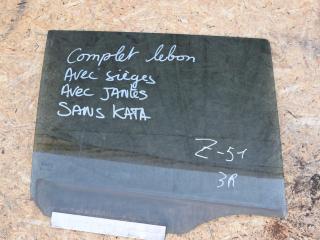 Complet lebon
Avec sièges
Avec JANTES
SANS KATA
Z-51
3R